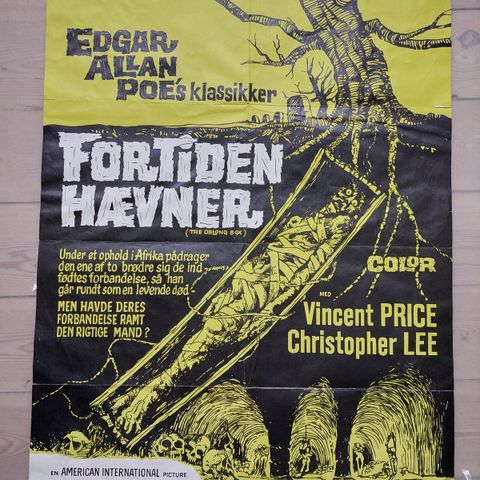 EDGAR
ALLAN
POE's klassikker
FORTIDEN
HÆVNER
(THE OBLONG BOX)
Under et ophold i Afrika pådrager
den ene af to brødre sig de ind-
fødtes forbandelse, så han
går rundt som en levende død -
MEN HAVDE DERES
FORBANDELSE RAMT
DEN RIGTIGE MAND?
COLOR
MED
Vincent PRICE
Christopher LEE
EN AMERICAN INTERNATIONAL PICTURE